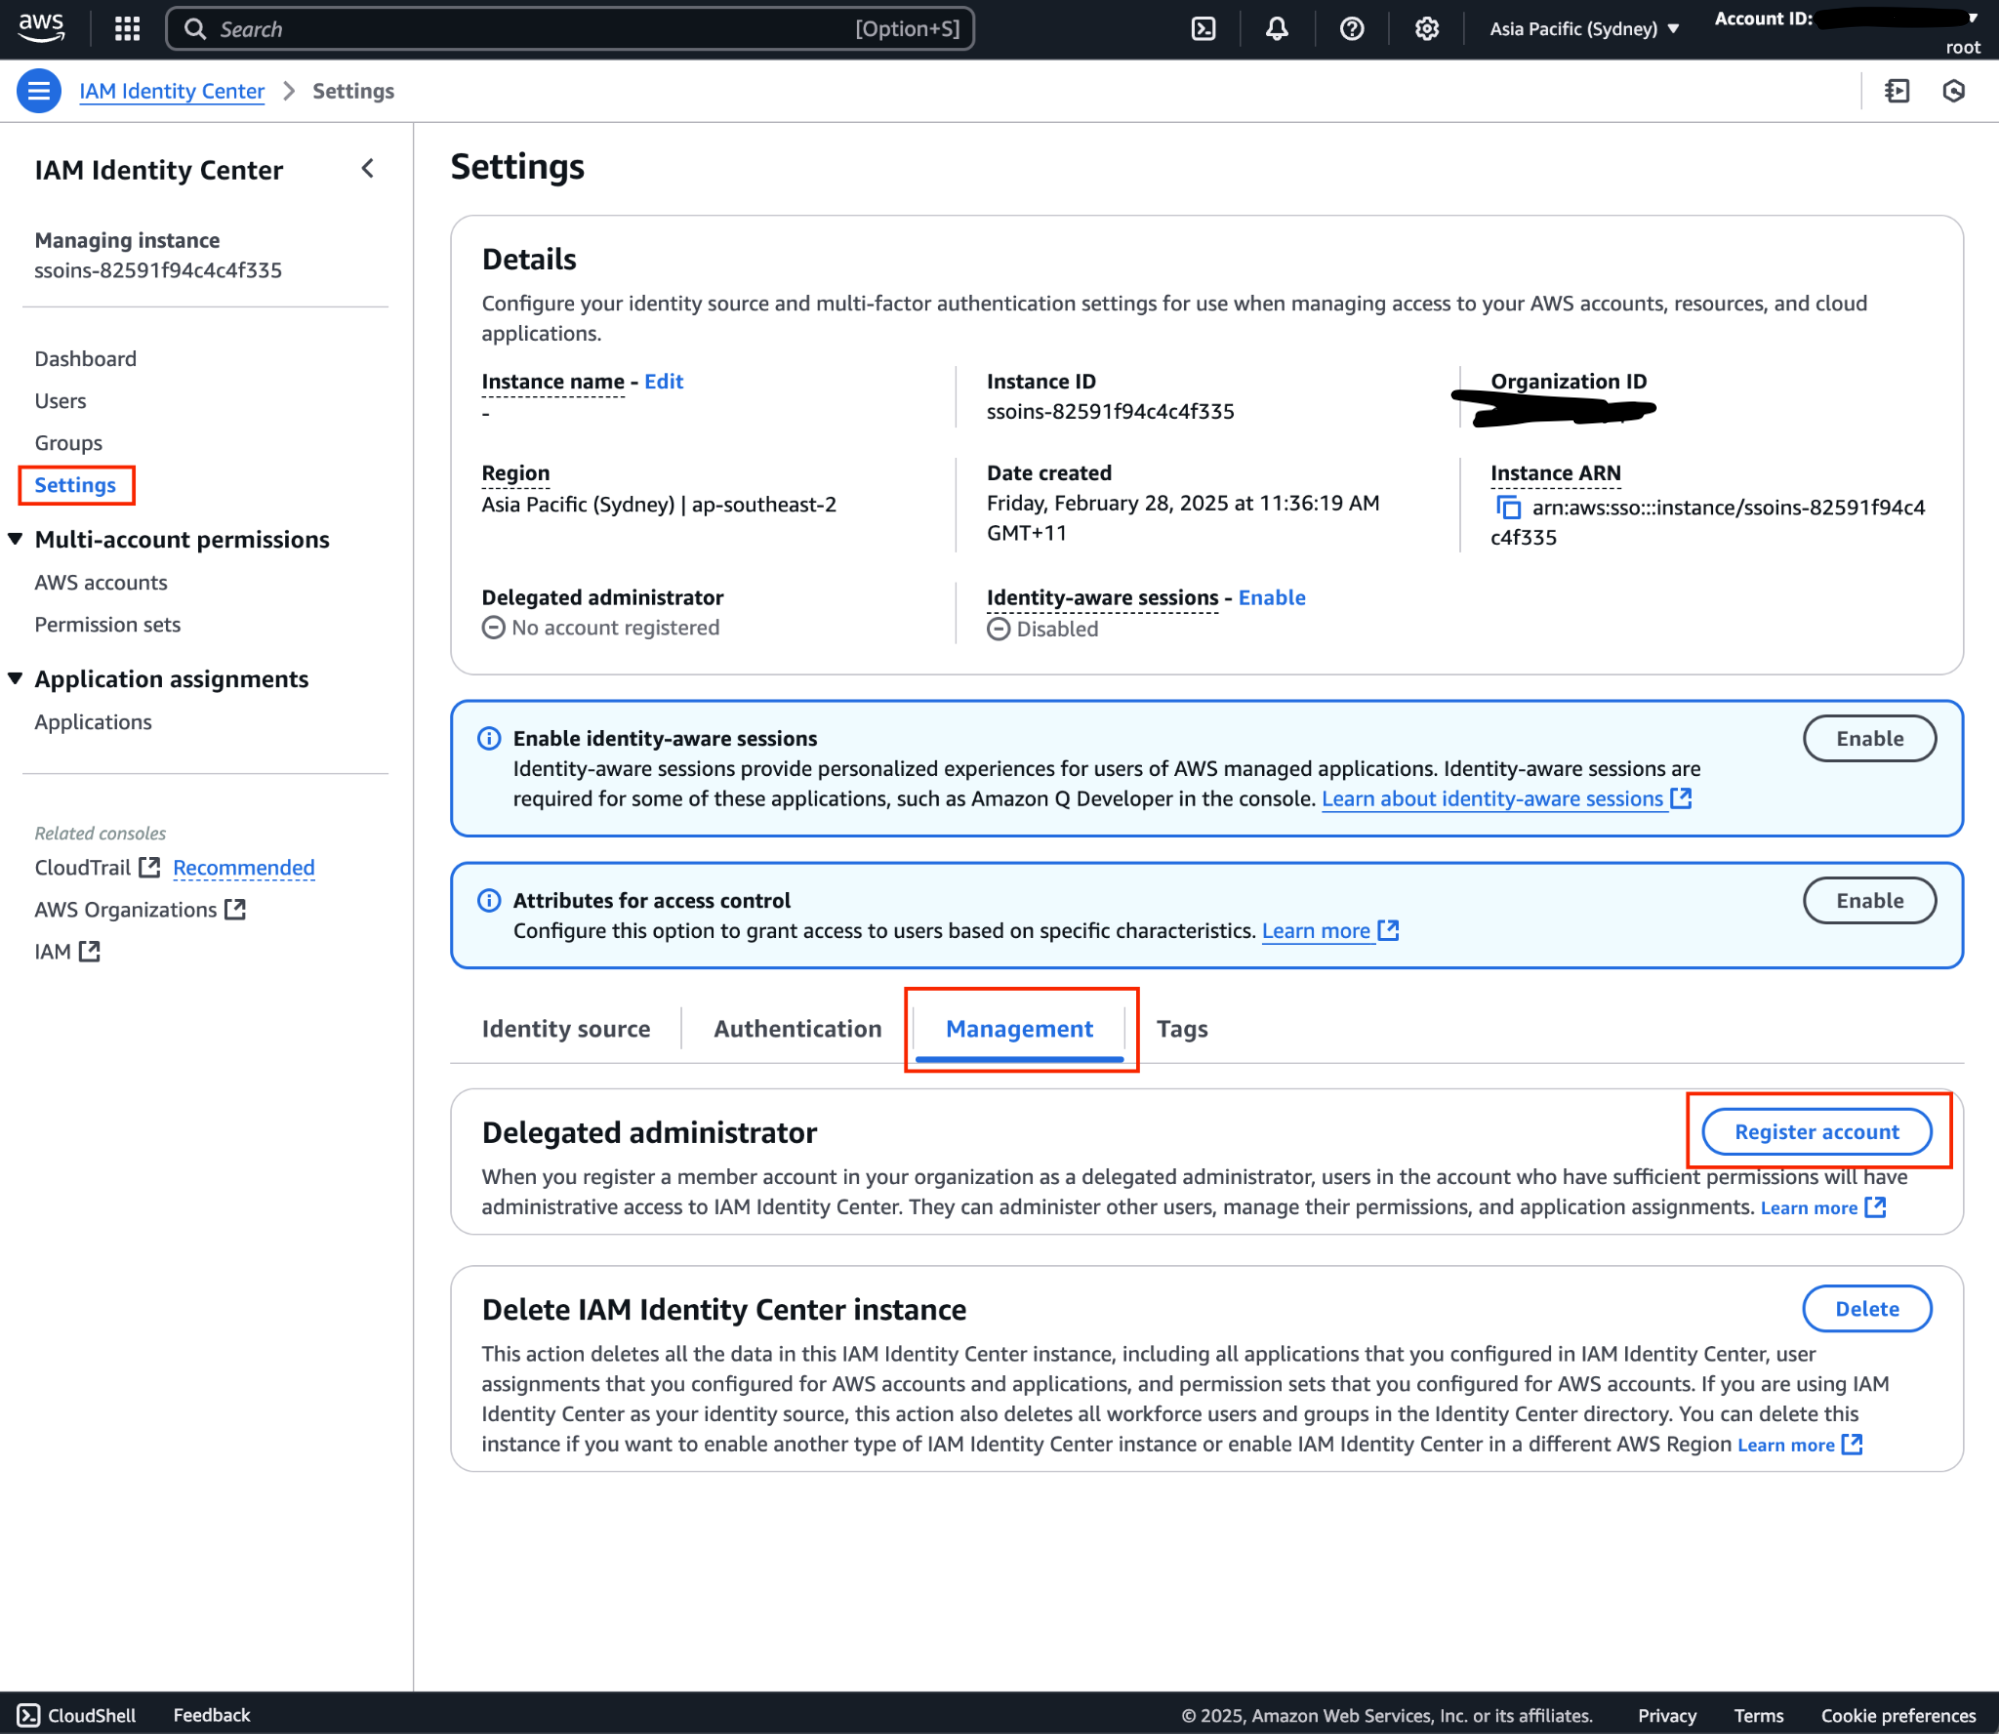 aws
Search [Option+S]
Asia Pacific (Sydney)
Account ID:
root
IAM Identity Center > Settings
IAM Identity Center
Managing instance
ssoins-82591f94c4c4f335
Dashboard
Users
Groups
Settings
Multi-account permissions
AWS accounts
Permission sets
Application assignments
Applications
Related consoles
CloudTrail Recommended
AWS Organizations
IAM
Settings
Details
Configure your identity source and multi-factor authentication settings for use when managing access to your AWS accounts, resources, and cloud
applications.
Instance name - Edit
-
Instance ID
ssoins-82591f94c4c4f335
Organization ID
Region
Asia Pacific (Sydney) | ap-southeast-2
Date created
Friday, February 28, 2025 at 11:36:19 AM
GMT+11
Instance ARN
arn:aws:sso:::instance/ssoins-82591f94c4
c4f335
Delegated administrator
No account registered
Identity-aware sessions - Enable
Disabled
Enable identity-aware sessions
Identity-aware sessions provide personalized experiences for users of AWS managed applications. Identity-aware sessions are
required for some of these applications, such as Amazon Q Developer in the console. Learn about identity-aware sessions
Enable
Attributes for access control
Configure this option to grant access to users based on specific characteristics. Learn more
Enable
Identity source
Authentication
Management
Tags
Delegated administrator
Register account
When you register a member account in your organization as a delegated administrator, users in the account who have sufficient permissions will have
administrative access to IAM Identity Center. They can administer other users, manage their permissions, and application assignments. Learn more
Delete IAM Identity Center instance
Delete
This action deletes all the data in this IAM Identity Center instance, including all applications that you configured in IAM Identity Center, user
assignments that you configured for AWS accounts and applications, and permission sets that you configured for AWS accounts. If you are using IAM
Identity Center as your identity source, this action also deletes all workforce users and groups in the Identity Center directory. You can delete this
instance if you want to enable another type of IAM Identity Center instance or enable IAM Identity Center in a different AWS Region Learn more
CloudShell
Feedback
© 2025, Amazon Web Services, Inc. or its affiliates.
Privacy
Terms
Cookie preferences